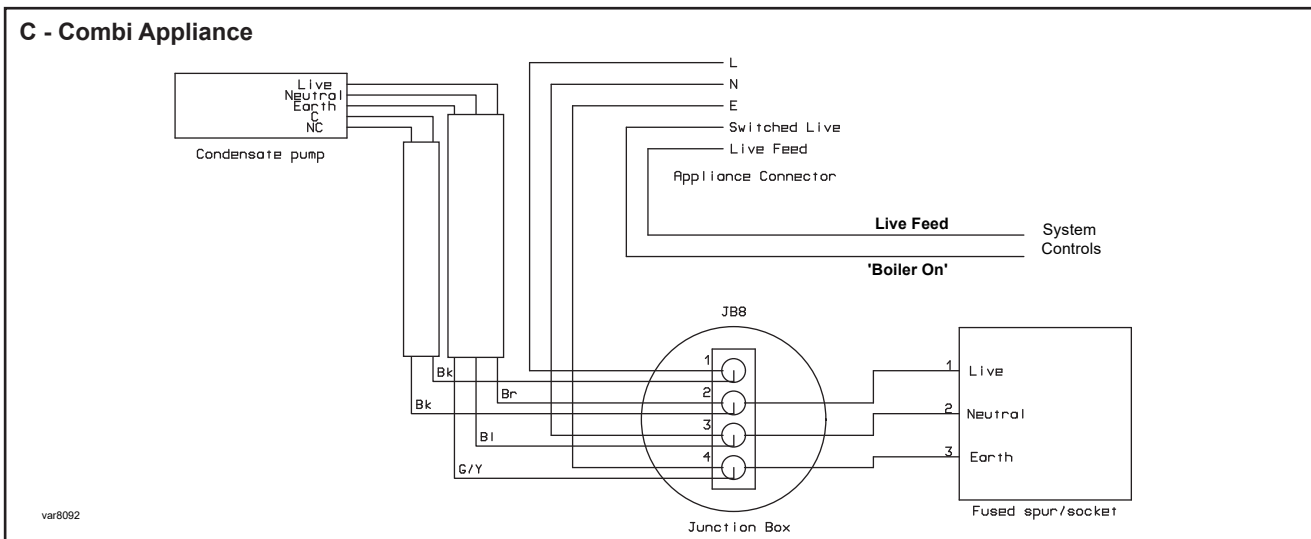 C - Combi Appliance
Live
Neutral
Earth
C
NC
Condensate pump
L
N
E
Switched Live
Live Feed
Appliance Connector
Live Feed
'Boiler On'
System
Controls
JB8
1
2
3
4
Bk
Br
Bk
Bl
G/Y
1 Live
2 Neutral
3 Earth
Junction Box
Fused spur/socket
var8092